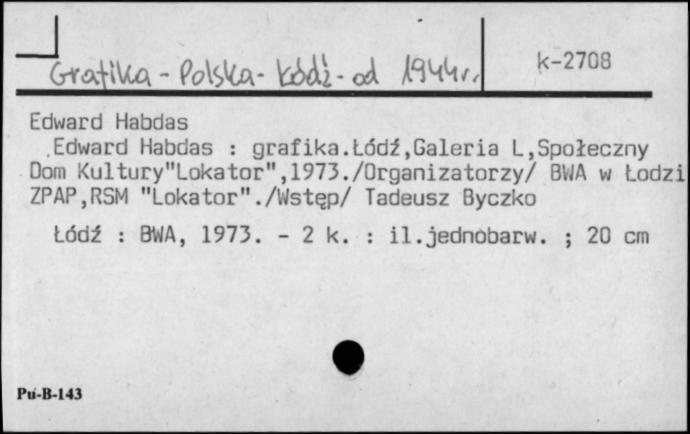 Grafika - Polska - Łódź - od 1944r.
k-2708
Edward Habdas
Edward Habdas : grafika.Łódź,Galeria L,Społeczny
Dom Kultury"Lokator",1973./Organizatorzy/ BWA w Łodzi
ZPAP,RSM "Lokator"./Wstęp/ Tadeusz Byczko
Łódź : BWA, 1973. - 2 k. : il.jednobarw. ; 20 cm
Pu-B-143